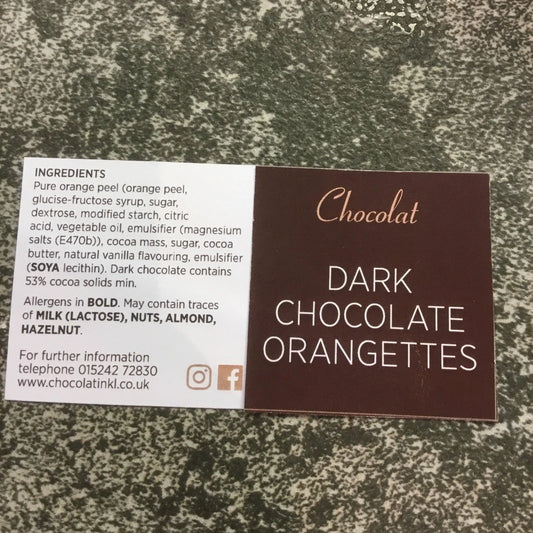 INGREDIENTS
Pure orange peel (orange peel,
glucise-fructose syrup, sugar,
dextrose, modified starch, citric
acid, vegetable oil, emulsifier (magnesium
salts (E470b)), cocoa mass, sugar, cocoa
butter, natural vanilla flavouring, emulsifier
(SOYA lecithin). Dark chocolate contains
53% cocoa solids min.
Allergens in BOLD. May contain traces
of MILK (LACTOSE), NUTS, ALMOND,
HAZELNUT.
For further information
telephone 015242 72830
www.chocolatinkl.co.uk
Chocolat
DARK
CHOCOLATE
ORANGETTES